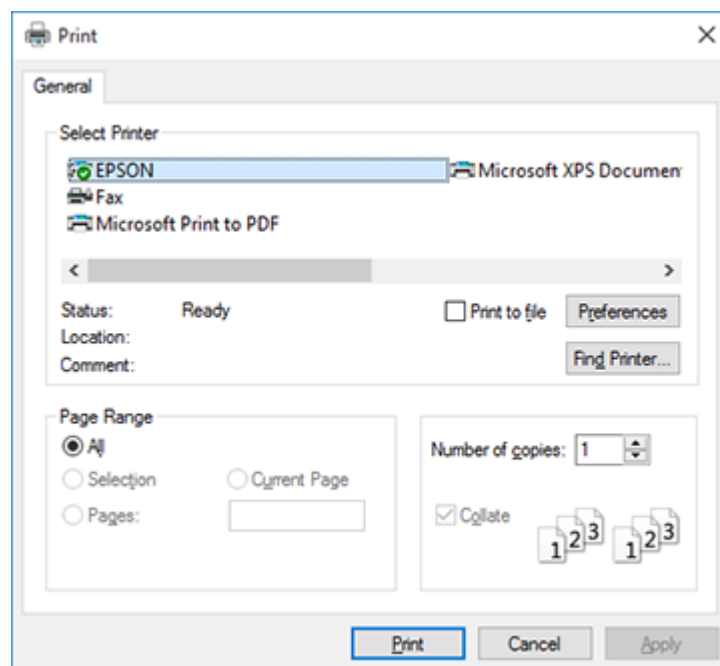 Print
General
Select Printer
EPSON
Microsoft XPS Documen
Fax
Microsoft Print to PDF
Status: Ready
Print to file
Preferences
Location:
Comment:
Find Printer...
Page Range
All
Selection
Current Page
Pages:
Number of copies: 1
Collate
1 2 3 1 2 3
Print Cancel Apply